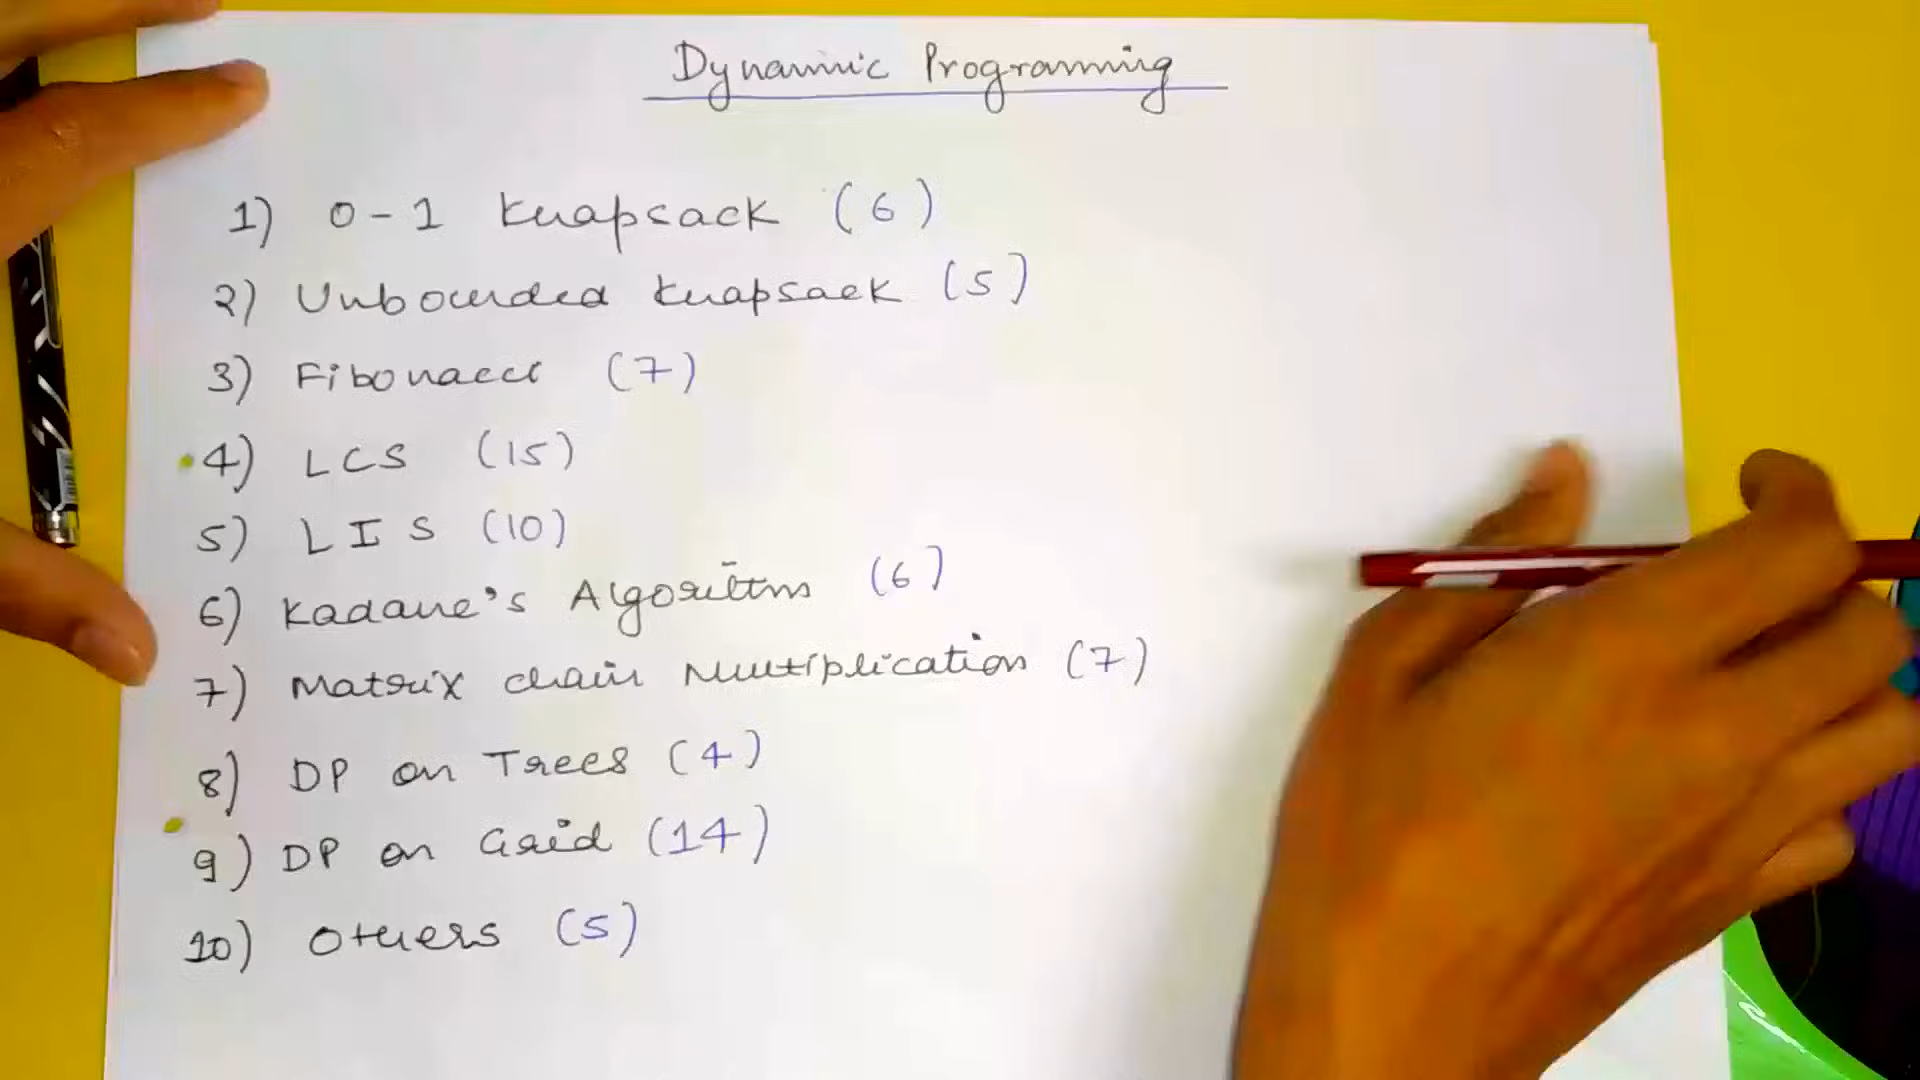 Dynamic Programming
1) 0-1 Knapsack (6)
2) Unbounded Knapsack (5)
3) Fibonacci (7)
4) LCS (15)
5) LIS (10)
6) Kadane's Algorithm (6)
7) Matrix chain Multiplication (7)
8) DP on Trees (4)
9) DP on Grid (14)
10) Others (5)